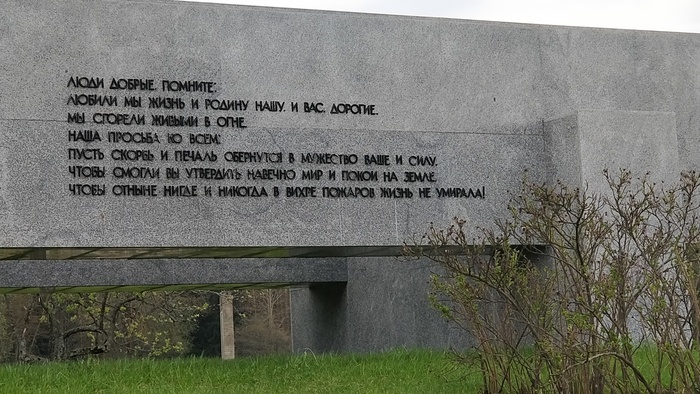 ЛЮДИ ДОБРЫЕ, ПОМНИТЕ:
ЛЮБИЛИ МЫ ЖИЗНЬ И РОДИНУ НАШУ, И ВАС, ДОРОГИЕ.
МЫ СГОРЕЛИ ЖИВЫМИ В ОГНЕ.
НАША ПРОСЬБА КО ВСЕМ:
ПУСТЬ СКОРБЬ И ПЕЧАЛЬ ОБЕРНУТСЯ В МУЖЕСТВО ВАШЕ И СИЛУ,
ЧТОБЫ СМОГЛИ ВЫ УТВЕРДИТЬ НАВЕЧНО МИР И ПОКОЙ НА ЗЕМЛЕ.
ЧТОБЫ ОТНЫНЕ НИГДЕ И НИКОГДА В ВИХРЕ ПОЖАРОВ ЖИЗНЬ НЕ УМИРАЛА!